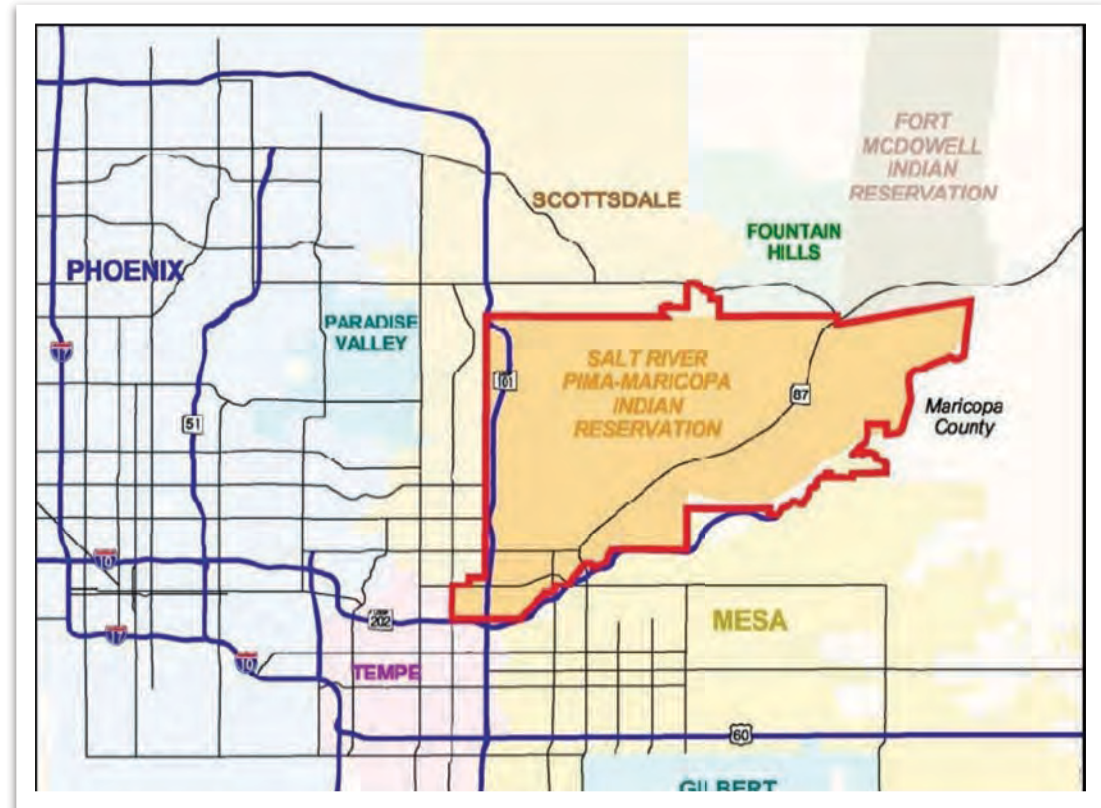 FORT
MCDOWELL
INDIAN
RESERVATION
SCOTTSDALE
FOUNTAIN
HILLS
PHOENIX
PARADISE
VALLEY
17
101
SALT RIVER
PIMA-MARICOPA
INDIAN
RESERVATION
87
Maricopa
County
51
10
202
17
10
MESA
TEMPE
60
GILBERT